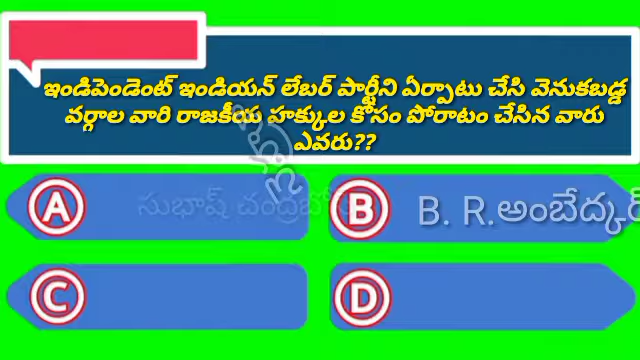 ఇండిపెండెంట్ ఇండియన్ లేబర్ పార్టీని ఏర్పాటు చేసి వెనుకబడ్డ
వర్గాల వారి రాజకీయ హక్కుల కోసం పోరాటం చేసిన వారు
ఎవరు??
A సుభాష్ చంద్రబోస్
B B. R.అంబేద్కర్
C
D